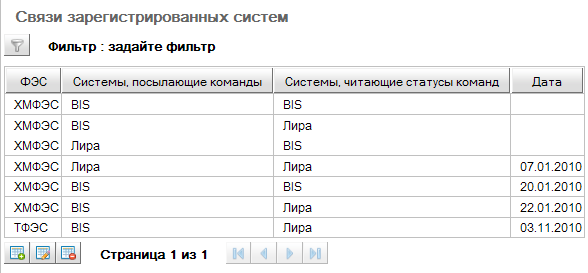 Связи зарегистрированных систем
Фильтр : задайте фильтр
ФЭС Системы, посылающие команды Системы, читающие статусы команд Дата
ХМФЭС BIS BIS
ХМФЭС BIS Лира
ХМФЭС Лира BIS
ХМФЭС Лира Лира 07.01.2010
ХМФЭС BIS BIS 20.01.2010
ХМФЭС BIS Лира 22.01.2010
ТФЭС BIS Лира 03.11.2010
Страница 1 из 1